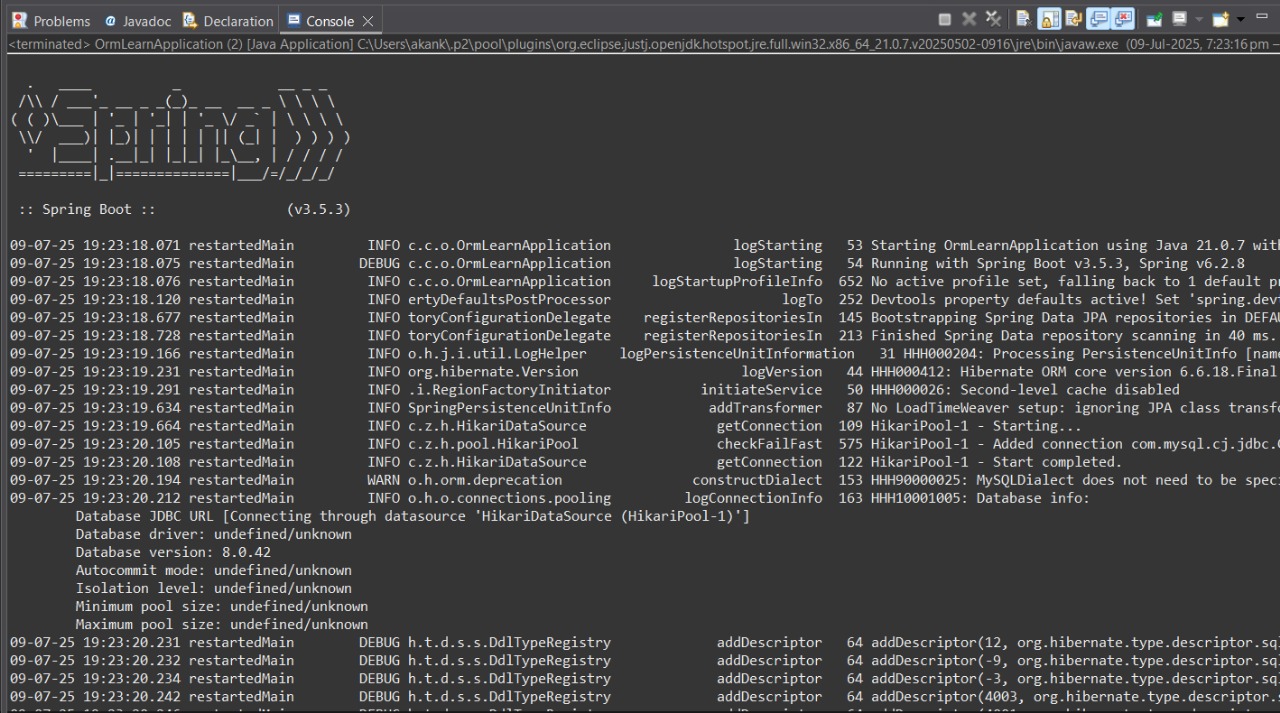 Problems @ Javadoc Declaration Console
<terminated> OrmLearnApplication (2) [Java Application] C:\Users\akank\.p2\pool\plugins\org.eclipse.justj.openjdk.hotspot.jre.full.win32.x86_64_21.0.7.v20250502-0916\jre\bin\javaw.exe (09-Jul-2025, 7:23:16 pm –
  .   ____          _            __ _ _
 /\\ / ___'_ __ _ _(_)_ __  __ _ \ \ \ \
( ( )\___ | '_ | '_| | '_ \/ _` | \ \ \ \
 \\/  ___)| |_)| | | | | || (_| |  ) ) ) )
  '  |____| .__|_| |_|_| |_\__, | / / / /
 =========|_|==============|___/=/_/_/_/
 :: Spring Boot ::                (v3.5.3)
09-07-25 19:23:18.071 restartedMain INFO c.c.o.OrmLearnApplication logStarting 53 Starting OrmLearnApplication using Java 21.0.7 with
09-07-25 19:23:18.075 restartedMain DEBUG c.c.o.OrmLearnApplication logStarting 54 Running with Spring Boot v3.5.3, Spring v6.2.8
09-07-25 19:23:18.076 restartedMain INFO c.c.o.OrmLearnApplication logStartupProfileInfo 652 No active profile set, falling back to 1 default pr
09-07-25 19:23:18.120 restartedMain INFO ertyDefaultsPostProcessor logTo 252 Devtools property defaults active! Set 'spring.devt
09-07-25 19:23:18.677 restartedMain INFO toryConfigurationDelegate registerRepositoriesIn 145 Bootstrapping Spring Data JPA repositories in DEFAU
09-07-25 19:23:18.728 restartedMain INFO toryConfigurationDelegate registerRepositoriesIn 213 Finished Spring Data repository scanning in 40 ms.
09-07-25 19:23:19.166 restartedMain INFO o.h.j.i.util.LogHelper logPersistenceUnitInformation 31 HHH000204: Processing PersistenceUnitInfo [name
09-07-25 19:23:19.231 restartedMain INFO org.hibernate.Version logVersion 44 HHH000412: Hibernate ORM core version 6.6.18.Final
09-07-25 19:23:19.291 restartedMain INFO .i.RegionFactoryInitiator initiateService 50 HHH000026: Second-level cache disabled
09-07-25 19:23:19.634 restartedMain INFO SpringPersistenceUnitInfo addTransformer 87 No LoadTimeWeaver setup: ignoring JPA class transfo
09-07-25 19:23:19.664 restartedMain INFO c.z.h.HikariDataSource getConnection 109 HikariPool-1 - Starting...
09-07-25 19:23:20.105 restartedMain INFO c.z.h.pool.HikariPool checkFailFast 575 HikariPool-1 - Added connection com.mysql.cj.jdbc.C
09-07-25 19:23:20.108 restartedMain INFO c.z.h.HikariDataSource getConnection 122 HikariPool-1 - Start completed.
09-07-25 19:23:20.194 restartedMain WARN o.h.orm.deprecation constructDialect 153 HHH90000025: MySQLDialect does not need to be speci
09-07-25 19:23:20.212 restartedMain INFO o.h.o.connections.pooling logConnectionInfo 163 HHH10001005: Database info:
Database JDBC URL [Connecting through datasource 'HikariDataSource (HikariPool-1)']
Database driver: undefined/unknown
Database version: 8.0.42
Autocommit mode: undefined/unknown
Isolation level: undefined/unknown
Minimum pool size: undefined/unknown
Maximum pool size: undefined/unknown
09-07-25 19:23:20.231 restartedMain DEBUG h.t.d.s.s.DdlTypeRegistry addDescriptor 64 addDescriptor(12, org.hibernate.type.descriptor.sql
09-07-25 19:23:20.232 restartedMain DEBUG h.t.d.s.s.DdlTypeRegistry addDescriptor 64 addDescriptor(-9, org.hibernate.type.descriptor.sql
09-07-25 19:23:20.234 restartedMain DEBUG h.t.d.s.s.DdlTypeRegistry addDescriptor 64 addDescriptor(-3, org.hibernate.type.descriptor.sql
09-07-25 19:23:20.242 restartedMain DEBUG h.t.d.s.s.DdlTypeRegistry addDescriptor 64 addDescriptor(4003, org.hibernate.type.descriptor.s